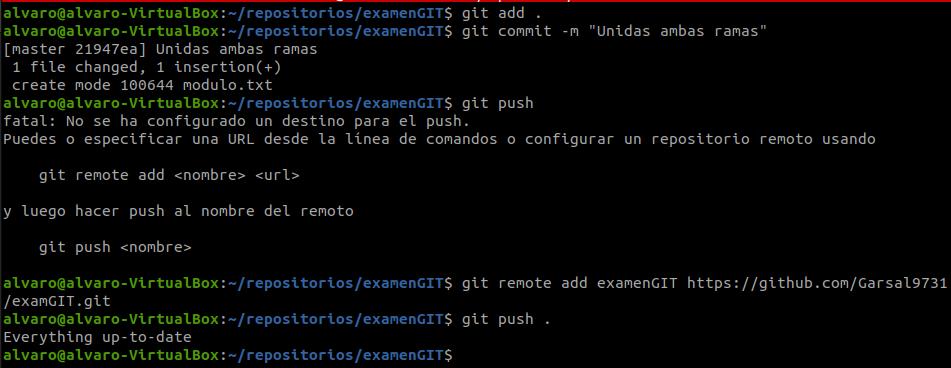 alvaro@alvaro-VirtualBox:~/repositorios/examenGIT$ git add .
alvaro@alvaro-VirtualBox:~/repositorios/examenGIT$ git commit -m "Unidas ambas ramas"
[master 21947ea] Unidas ambas ramas
 1 file changed, 1 insertion(+)
 create mode 100644 modulo.txt
alvaro@alvaro-VirtualBox:~/repositorios/examenGIT$ git push
fatal: No se ha configurado un destino para el push.
Puedes o especificar una URL desde la línea de comandos o configurar un repositorio remoto usando
    git remote add <nombre> <url>
y luego hacer push al nombre del remoto
    git push <nombre>
alvaro@alvaro-VirtualBox:~/repositorios/examenGIT$ git remote add examenGIT https://github.com/Garsal9731
/examGIT.git
alvaro@alvaro-VirtualBox:~/repositorios/examenGIT$ git push .
Everything up-to-date
alvaro@alvaro-VirtualBox:~/repositorios/examenGIT$